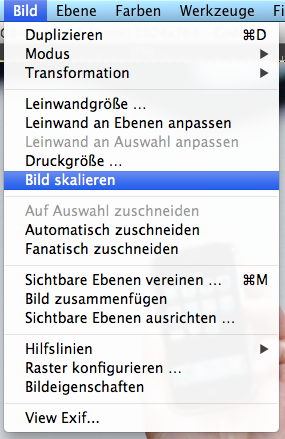 Bild Ebene Farben Werkzeuge Fi
Duplizieren ⌘D
Modus
Transformation
Leinwandgröße ...
Leinwand an Ebenen anpassen
Leinwand an Auswahl anpassen
Druckgröße ...
Bild skalieren
Auf Auswahl zuschneiden
Automatisch zuschneiden
Fanatisch zuschneiden
Sichtbare Ebenen vereinen ... ⌘M
Bild zusammenfügen
Sichtbare Ebenen ausrichten ...
Hilfslinien
Raster konfigurieren ...
Bildeigenschaften
View Exif...